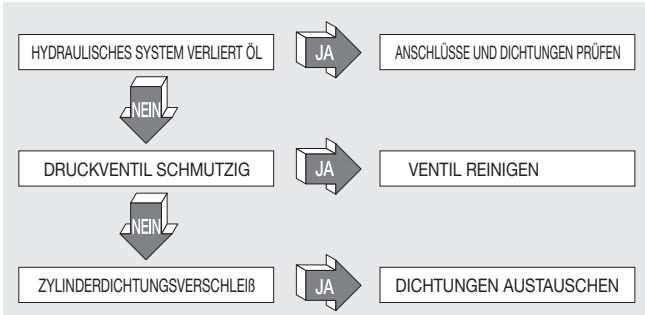 HYDRAULISCHES SYSTEM VERLIERT ÖL
JA
ANSCHLÜSSE UND DICHTUNGEN PRÜFEN
NEIN
DRUCKVENTIL SCHMUTZIG
JA
VENTIL REINIGEN
NEIN
ZYLINDERDICHTUNGSVERSCHLEIß
JA
DICHTUNGEN AUSTAUSCHEN